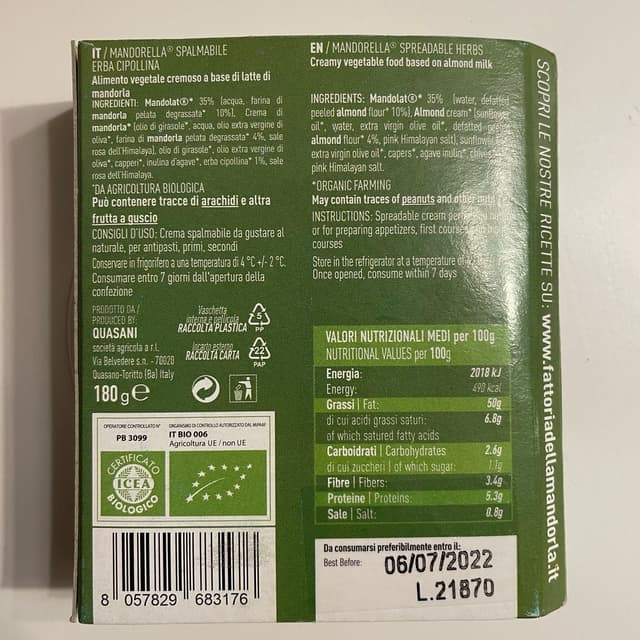 IT / MANDORELLA® SPALMABILE
ERBA CIPOLLINA
Alimento vegetale cremoso a base di latte di
mandorla
INGREDIENTI: Mandolat®* 35% (acqua, farina di
mandorla pelata degrassata* 10%), Crema di
mandorla* (olio di girasole*, acqua, olio extra vergine di
oliva*, farina di mandorla pelata degrassata* 4%, sale
rosa dell'Himalaya), olio di girasole*, olio extra vergine di
oliva*, capperi*, inulina d'agave*, erba cipollina* 1%, sale
rosa dell'Himalaya.
*DA AGRICOLTURA BIOLOGICA
Può contenere tracce di arachidi e altra
frutta a guscio
CONSIGLI D'USO: Crema spalmabile da gustare al
naturale, per antipasti, primi, secondi
Conservare in frigorifero a una temperatura di 4 °C +/- 2 °C.
Consumare entro 7 giorni dall'apertura della
confezione
PRODOTTO DA /
PRODUCED BY:
QUASANI
società agricola a r.l.
Via Belvedere s.n. - 70020
Quasano-Toritto (Ba) Italy
180 g e
Vaschetta
interna e pellicola
RACCOLTA PLASTICA
5
PP
Incarto esterno
RACCOLTA CARTA
22
PAP
OPERATORE CONTROLLATO N°
PB 3099
ORGANISMO DI CONTROLLO AUTORIZZATO DAL MIPAAF
IT BIO 006
Agricoltura UE / non UE
CERTIFICATO
ICEA
BIOLOGICO
8 057829 683176
EN / MANDORELLA® SPREADABLE HERBS
Creamy vegetable food based on almond milk
INGREDIENTS: Mandolat®* 35% (water, defatted
peeled almond flour* 10%), Almond cream* (sunflower
oil*, water, extra virgin olive oil*, defatted peeled
almond flour* 4%, pink Himalayan salt), sunflower
extra virgin olive oil*, capers*, agave inulin*, chives*
pink Himalayan salt.
*ORGANIC FARMING
May contain traces of peanuts and other nuts
INSTRUCTIONS: Spreadable cream
or for preparing appetizers, first courses
courses
Store in the refrigerator at a temperature of
Once opened, consume within 7 days
VALORI NUTRIZIONALI MEDI per 100g
NUTRITIONAL VALUES per 100g
Energia: 2018 kJ
Energy: 490 kcal
Grassi | Fat: 50g
di cui acidi grassi saturi: 6.8g
of which satured fatty acids
Carboidrati | Carbohydrates 2.6g
di cui zuccheri | of which sugar: 1.1g
Fibre | Fibers: 3.4g
Proteine | Proteins: 5.3g
Sale | Salt: 0.8g
Da consumarsi preferibilmente entro il:
Best Before:
06/07/2022
L.21870
SCOPRI LE NOSTRE RICETTE SU: www.fattoriadellamandorla.it